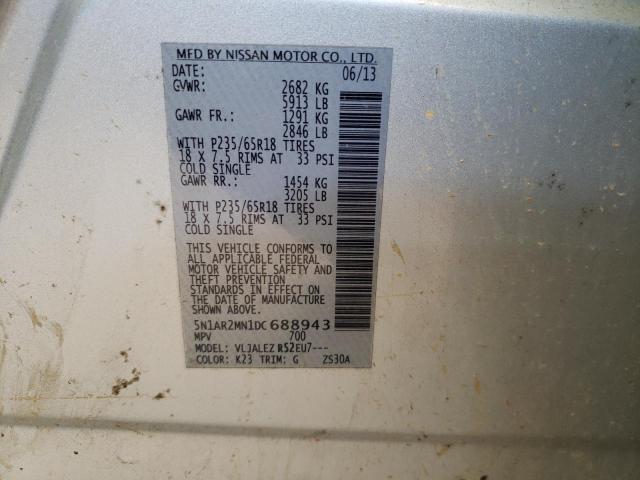 MFD BY NISSAN MOTOR CO., LTD.
DATE: 06/13
GVWR: 2682 KG
5913 LB
GAWR FR.: 1291 KG
2846 LB
WITH P235/65R18 TIRES
18 X 7.5 RIMS AT 33 PSI
COLD SINGLE
GAWR RR.: 1454 KG
3205 LB
WITH P235/65R18 TIRES
18 X 7.5 RIMS AT 33 PSI
COLD SINGLE
THIS VEHICLE CONFORMS TO
ALL APPLICABLE FEDERAL
MOTOR VEHICLE SAFETY AND
THEFT PREVENTION
STANDARDS IN EFFECT ON
THE DATE OF MANUFACTURE
SHOWN ABOVE.
5N1AR2MN1DC688943
MPV 700
MODEL: VLJALEZ R52EU7---
COLOR: K23 TRIM: G ZS30A